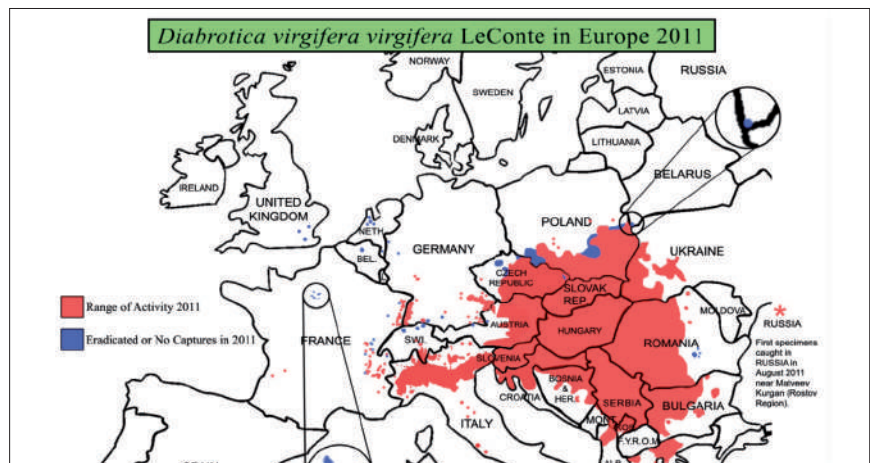 Diabrotica virgifera virgifera LeConte in Europe 2011
NORWAY
ESTONIA
RUSSIA
SWEDEN
LATVIA
DENMARK
LITHUANIA
BELARUS
IRELAND
UNITED
KINGDOM
NETH.
POLAND
GERMANY
UKRAINE
BEL.
CZECH
REPUBLIC
SLOVAK
REP.
Range of Activity 2011
MOLDOVA
AUSTRIA
RUSSIA
Eradicated or No Captures in 2011
FRANCE
SWI.
HUNGARY
ROMANIA
First specimens
caught in
RUSSIA in
August 2011
near Matveev
Kurgan (Rostov
Region).
SLOVENIA
BOSNIA
&
HER.
CROATIA
SERBIA
BULGARIA
ITALY
MONT.
F.Y.R.O.M.